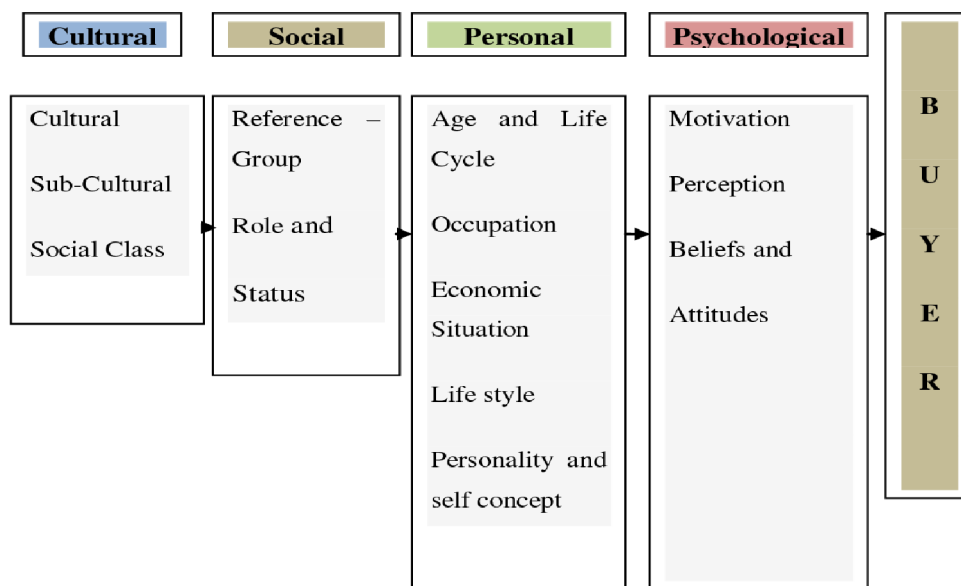 Cultural
Social
Personal
Psychological
Cultural
Sub-Cultural
Social Class
Reference –
Group
Role and
Status
Age and Life
Cycle
Occupation
Economic
Situation
Life style
Personality and
self concept
Motivation
Perception
Beliefs and
Attitudes
B
U
Y
E
R